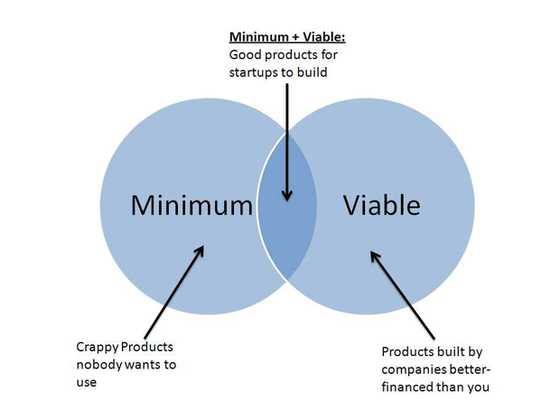 Minimum + Viable:
Good products for
startups to build
Minimum
Viable
Crappy Products
nobody wants to
use
Products built by
companies better-
financed than you